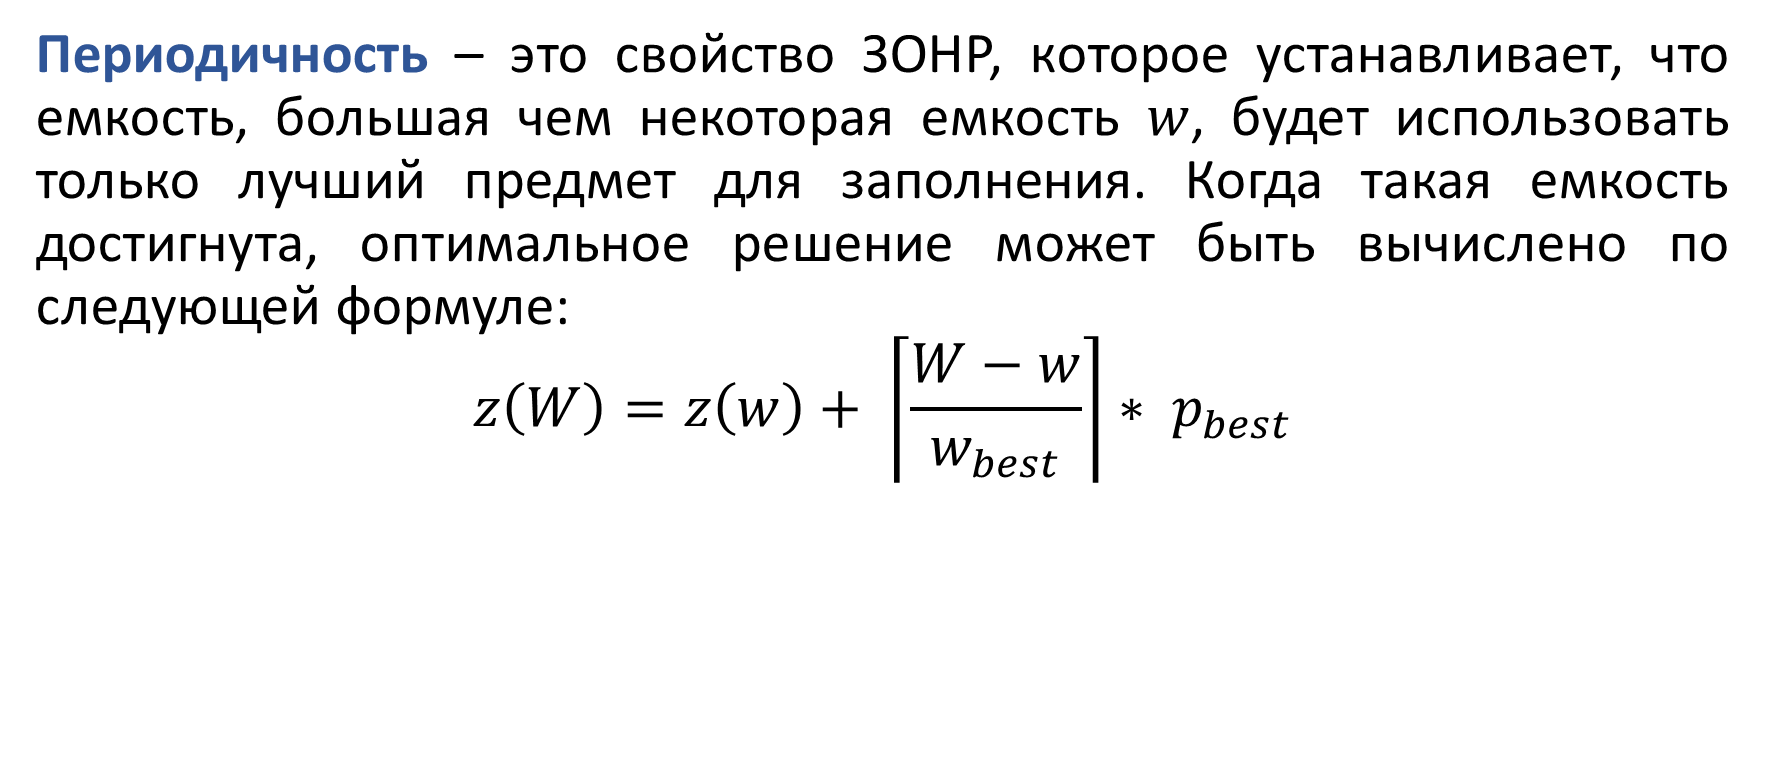 Периодичность – это свойство ЗОНР, которое устанавливает, что
емкость, большая чем некоторая емкость w, будет использовать
только лучший предмет для заполнения. Когда такая емкость
достигнута, оптимальное решение может быть вычислено по
следующей формуле:
z(W) = z(w) + ⌈(W − w) / w_best⌉ * p_best